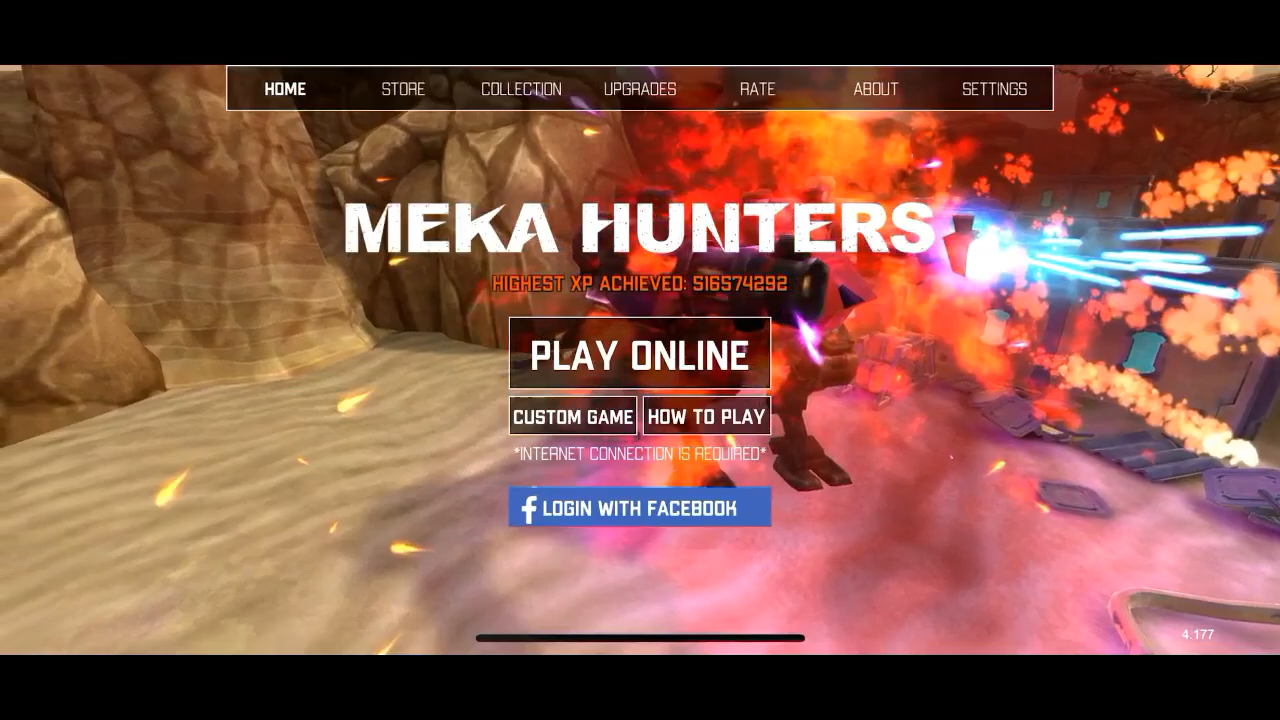 HOME STORE COLLECTION UPGRADES RATE ABOUT SETTINGS
MEKA HUNTERS
HIGHEST XP ACHIEVED: 516574292
PLAY ONLINE
CUSTOM GAME HOW TO PLAY
*INTERNET CONNECTION IS REQUIRED*
f LOGIN WITH FACEBOOK
4.177